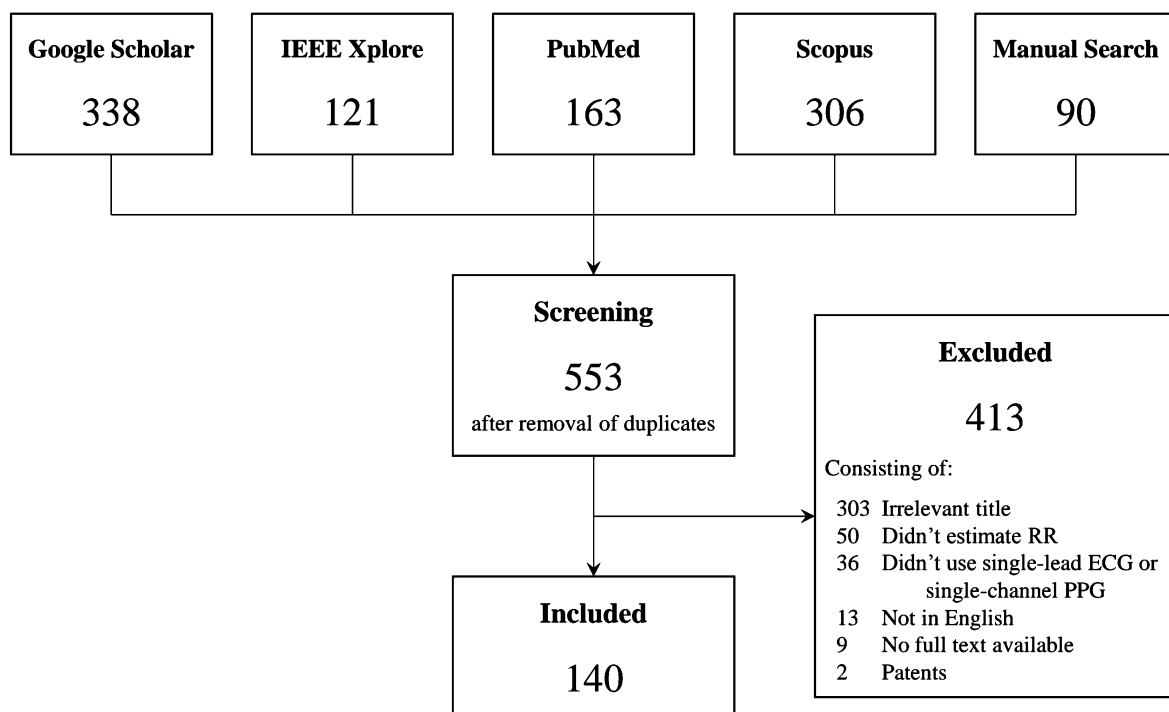 Google Scholar
338
IEEE Xplore
121
PubMed
163
Scopus
306
Manual Search
90
Screening
553
after removal of duplicates
Excluded
413
Consisting of:
303 Irrelevant title
50 Didn't estimate RR
36 Didn't use single-lead ECG or
single-channel PPG
13 Not in English
9 No full text available
2 Patents
Included
140